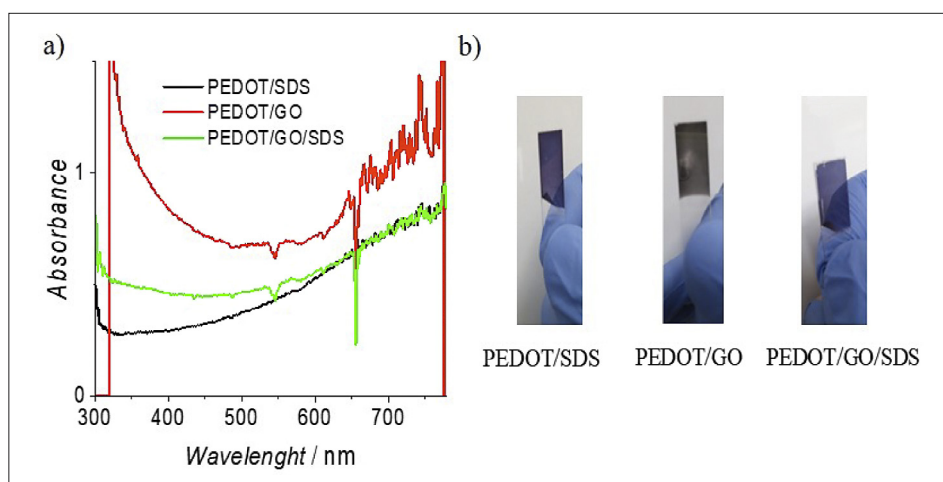 a)
b)
PEDOT/SDS
PEDOT/GO
PEDOT/GO/SDS
1
0
Absorbance
300 400 500 600 700
Wavelenght / nm
PEDOT/SDS PEDOT/GO PEDOT/GO/SDS